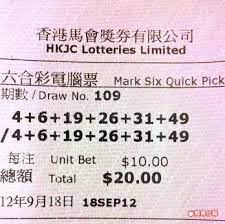 香港馬會獎券有限公司
HKJC Lotteries Limited
六合彩電腦票 Mark Six Quick Pick
期數 / Draw No. 109
4+6+19+26+31+49
/4+6+19+26+31+49
每注 Unit Bet $10.00
總額 Total $20.00
12年9月18日 18SEP12